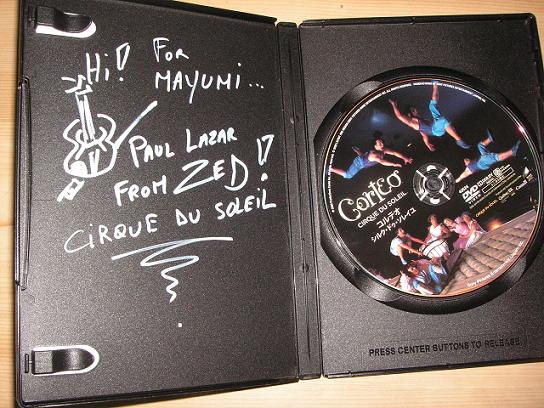 Hi! FOR
MAYUMI...
PAUL LAZAR
FROM ZED!
CIRQUE DU SOLEIL
Corteo
CIRQUE DU SOLEIL
コルテオ
シルク・ドゥ・ソレイユ
DVD
PRESS CENTER BUTTONS TO RELEASE.